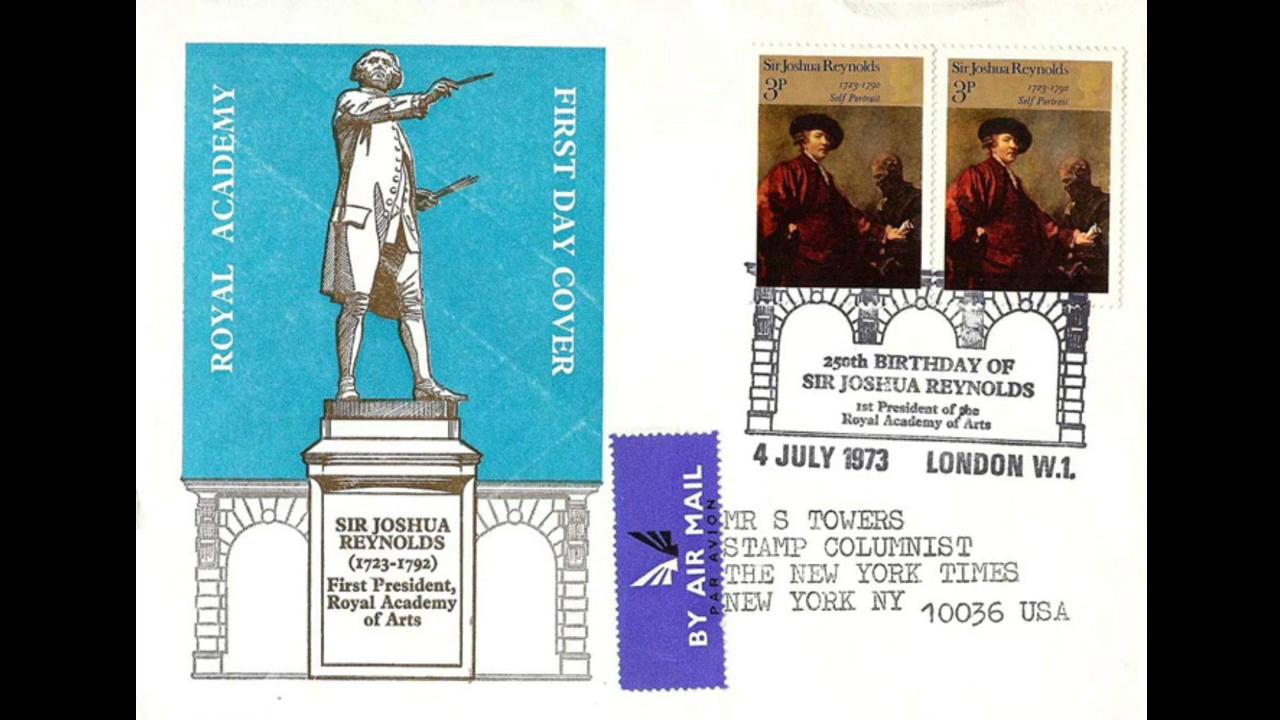 ROYAL ACADEMY
FIRST DAY COVER
SIR JOSHUA
REYNOLDS
(1723-1792)
First President,
Royal Academy
of Arts
Sir Joshua Reynolds
3P
1723-1792
Self Portrait
Sir Joshua Reynolds
3P
1723-1792
Self Portrait
250th BIRTHDAY OF
SIR JOSHUA REYNOLDS
1st President of the
Royal Academy of Arts
4 JULY 1973 LONDON W.1.
BY AIR MAIL
PAR AVION
MR S TOWERS
STAMP COLUMNIST
THE NEW YORK TIMES
NEW YORK NY 10036 USA